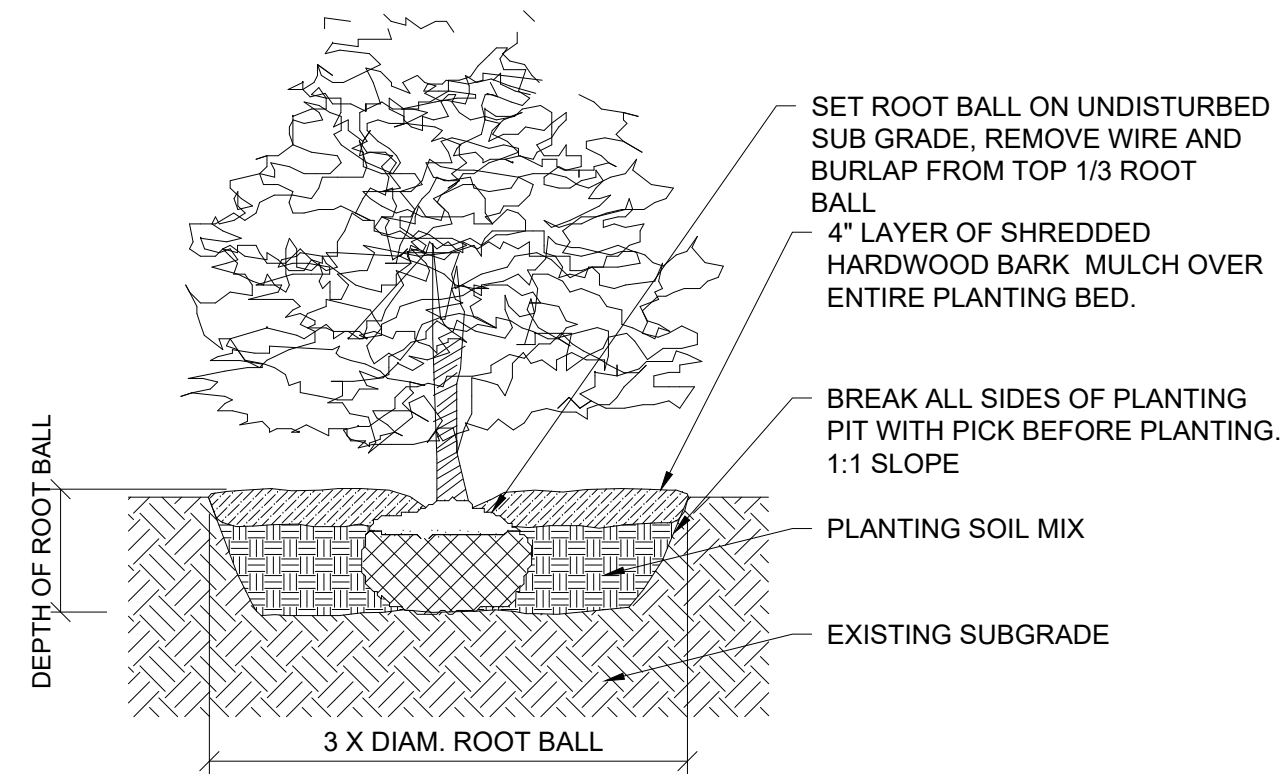 SET ROOT BALL ON UNDISTURBED
SUB GRADE, REMOVE WIRE AND
BURLAP FROM TOP 1/3 ROOT
BALL
4" LAYER OF SHREDDED
HARDWOOD BARK MULCH OVER
ENTIRE PLANTING BED.
BREAK ALL SIDES OF PLANTING
PIT WITH PICK BEFORE PLANTING.
1:1 SLOPE
PLANTING SOIL MIX
EXISTING SUBGRADE
DEPTH OF ROOT BALL
3 X DIAM. ROOT BALL